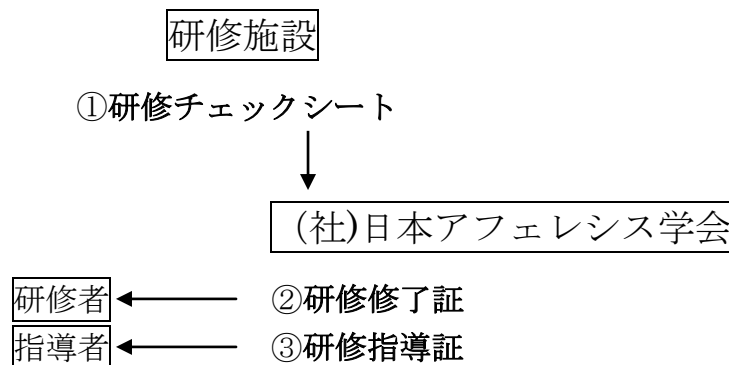 研修施設
①研修チェックシート
(社)日本アフェレシス学会
研修者 ②研修修了証
指導者 ③研修指導証